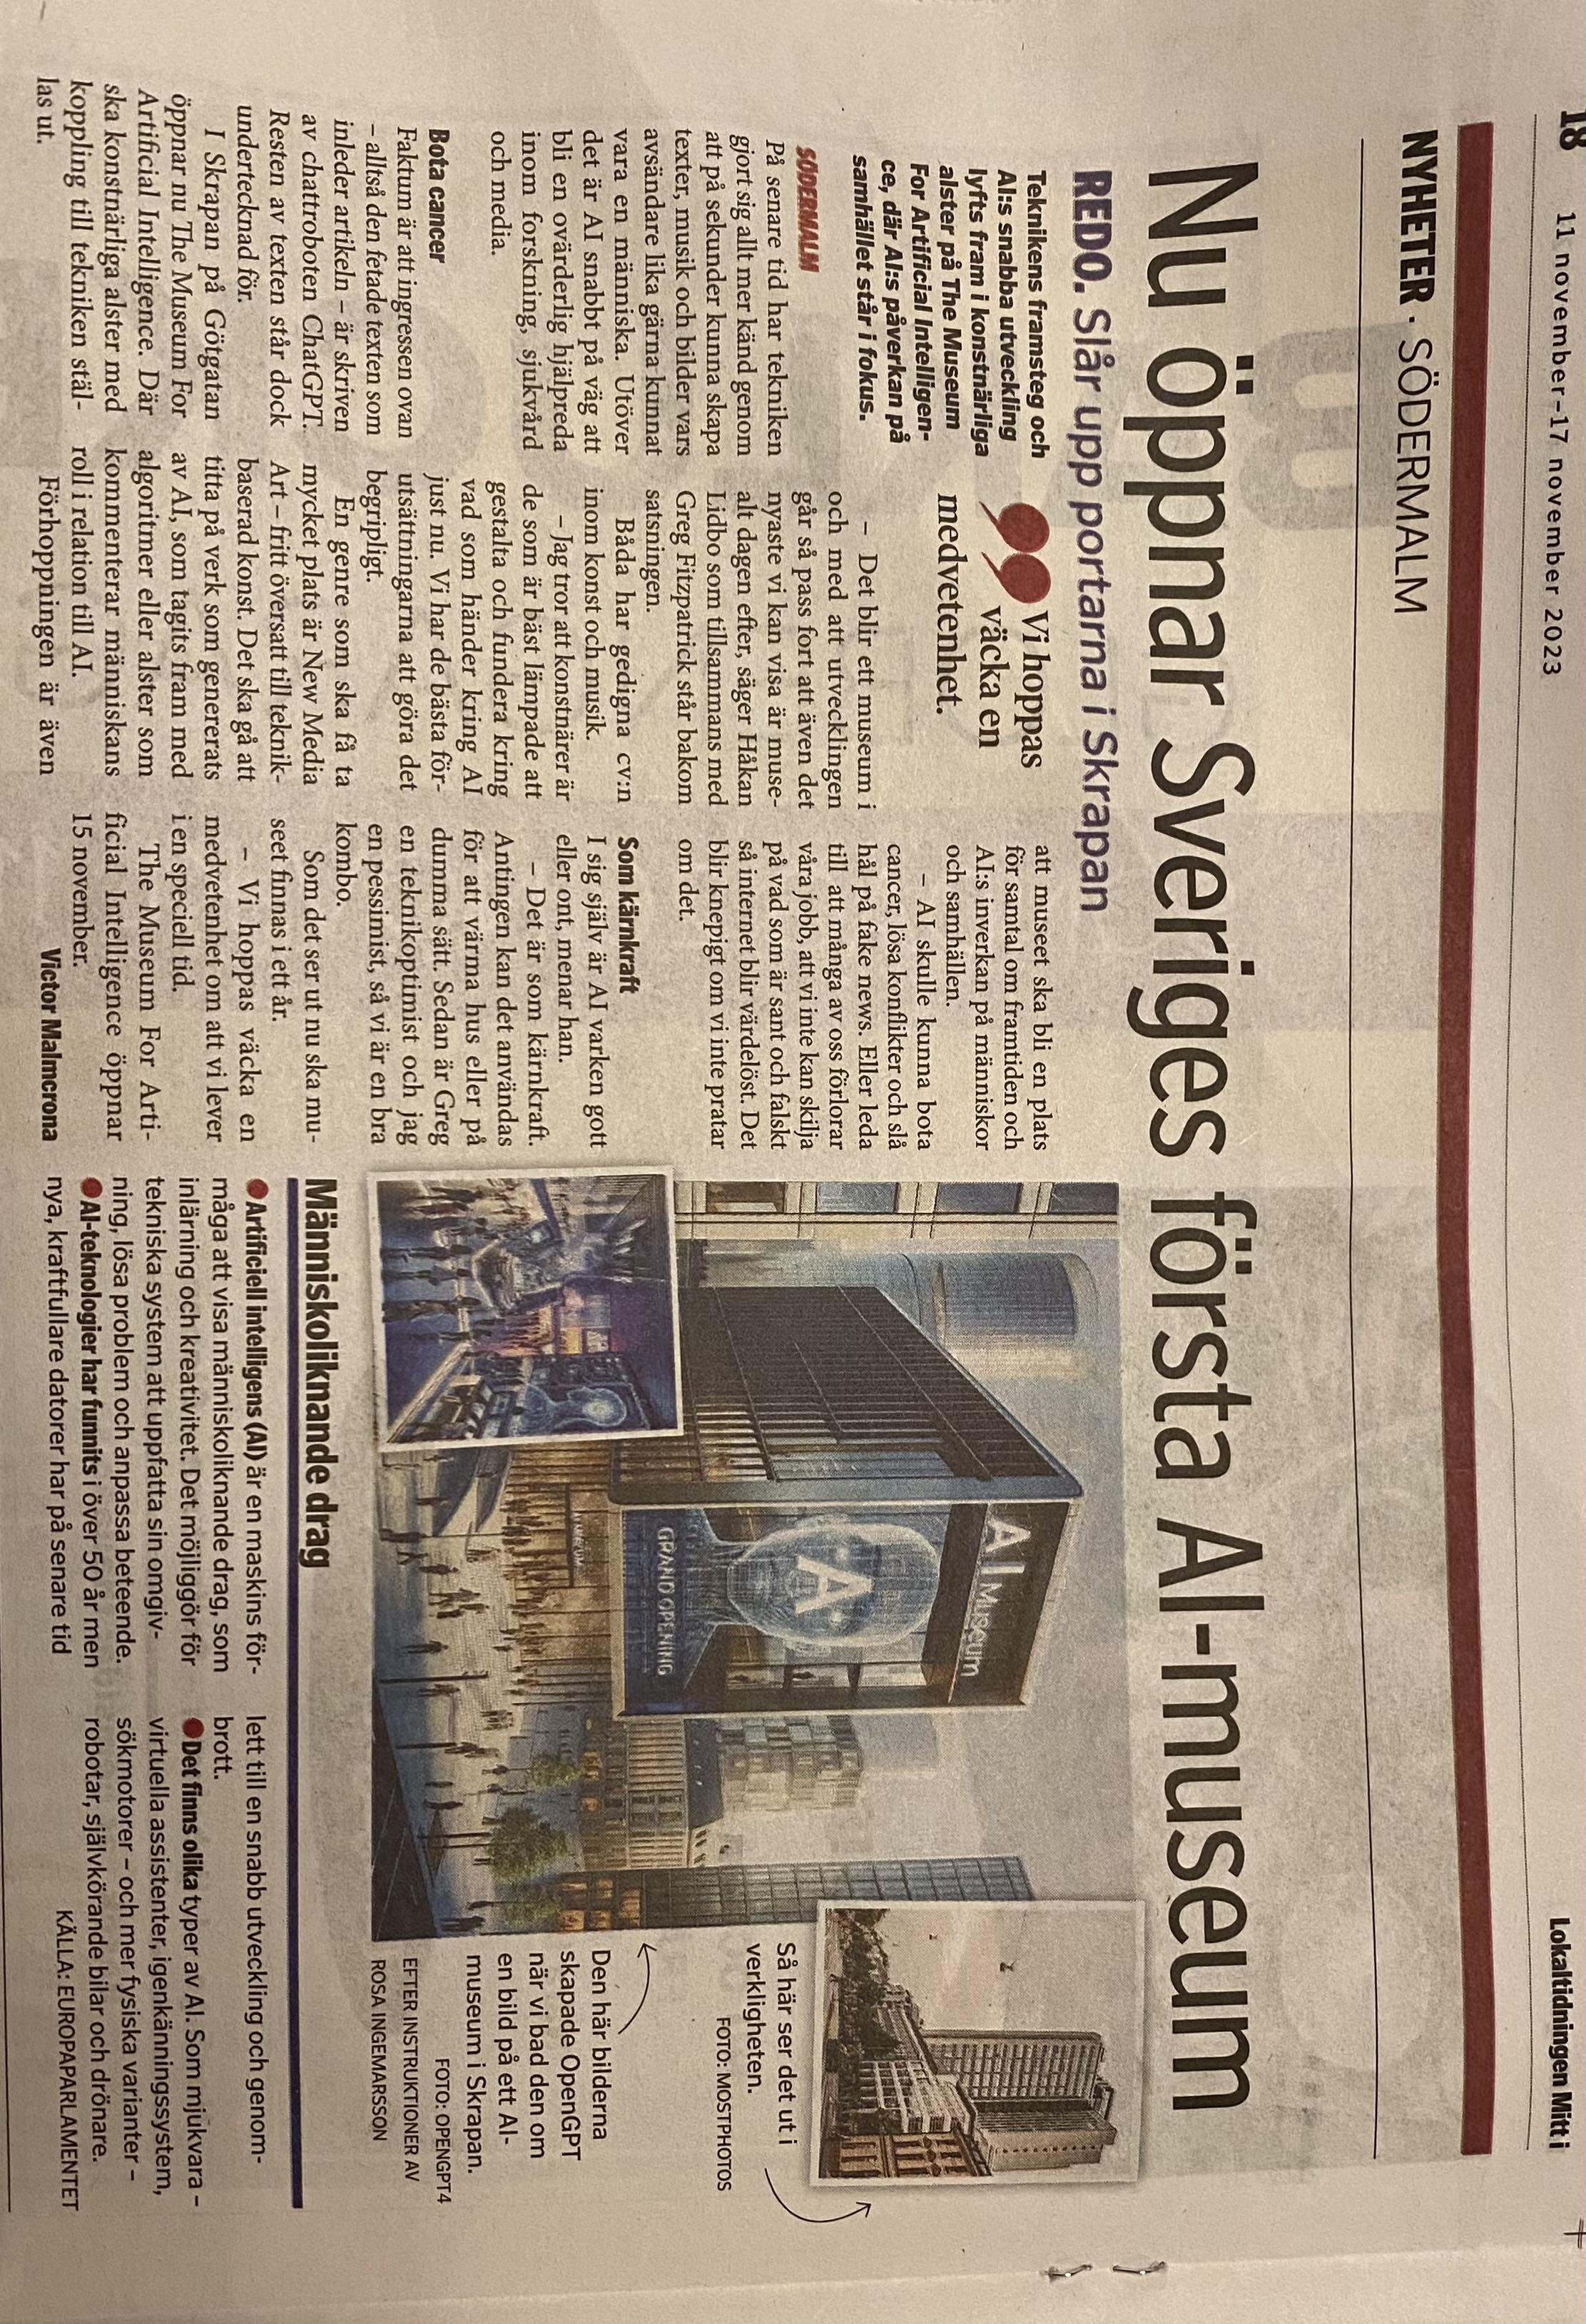 18
11 november–17 november 2023
Lokaltidningen Mitt i
NYHETER · SÖDERMALM
Nu öppnar Sveriges första AI-museum
REDO. Slår upp portarna i Skrapan
Teknikens framsteg och
AI:s snabba utveckling
lyfts fram i konstnärliga
alster på The Museum
For Artificial Intelligen-
ce, där AI:s påverkan på
samhället står i fokus.
SÖDERMALM
På senare tid har tekniken
gjort sig allt mer känd genom
att på sekunder kunna skapa
texter, musik och bilder vars
avsändare lika gärna kunnat
vara en människa. Utöver
det är AI snabbt på väg att
bli en ovärderlig hjälpreda
inom forskning, sjukvård
och media.
Bota cancer
Faktum är att ingressen ovan
– alltså den fetade texten som
inleder artikeln – är skriven
av chattroboten ChatGPT.
Resten av texten står dock
undertecknad för.
I Skrapan på Götgatan
öppnar nu The Museum For
Artificial Intelligence. Där
ska konstnärliga alster med
koppling till tekniken stäl-
las ut.
Vi hoppas
väcka en
medvetenhet.
– Det blir ett museum i
och med att utvecklingen
går så pass fort att även det
nyaste vi kan visa är muse-
alt dagen efter, säger Håkan
Lidbo som tillsammans med
Greg Fitzpatrick står bakom
satsningen.
Båda har gedigna cv:n
inom konst och musik.
– Jag tror att konstnärer är
de som är bäst lämpade att
gestalta och fundera kring
vad som händer kring AI
just nu. Vi har de bästa för-
utsättningarna att göra det
begripligt.
En genre som ska få ta
mycket plats är New Media
Art – fritt översatt till teknik-
baserad konst. Det ska gå att
titta på verk som genererats
av AI, som tagits fram med
algoritmer eller alster som
kommenterar människans
roll i relation till AI.
Förhoppningen är även
att museet ska bli en plats
för samtal om framtiden och
AI:s inverkan på människor
och samhällen.
– AI skulle kunna bota
cancer, lösa konflikter och slå
hål på fake news. Eller leda
till att många av oss förlorar
våra jobb, att vi inte kan skilja
på vad som är sant och falskt
så internet blir värdelöst. Det
blir knepigt om vi inte pratar
om det.
Som kärnkraft
I sig själv är AI varken gott
eller ont, menar han.
– Det är som kärnkraft.
Antingen kan det användas
för att värma hus eller på
dumma sätt. Sedan är Greg
en teknikoptimist och jag
en pessimist, så vi är en bra
kombo.
Som det ser ut nu ska mu-
seet finnas i ett år.
– Vi hoppas väcka en
medvetenhet om att vi lever
i en speciell tid.
The Museum For Arti-
ficial Intelligence öppnar
15 november.
Victor Malmcrona
AI MUSEUM
A
GRAND OPENING
Så här ser det ut i
verkligheten.
FOTO: MOSTPHOTOS
Den här bilderna
skapade OpenGPT
när vi bad den om
en bild på ett AI-
museum i Skrapan.
FOTO: OPENGPT4
EFTER INSTRUKTIONER AV
ROSA INGEMARSSON
Människoliknande drag
● Artificiell intelligens (AI) är en maskins för-
måga att visa människoliknande drag, som
inlärning och kreativitet. Det möjliggör för
tekniska system att uppfatta sin omgiv-
ning, lösa problem och anpassa beteende.
● AI-teknologier har funnits i över 50 år men
nya, kraftfullare datorer har på senare tid
lett till en snabb utveckling och genom-
brott.
● Det finns olika typer av AI. Som mjukvara –
virtuella assistenter, igenkänningssystem,
sökmotorer – och mer fysiska varianter –
robotar, självkörande bilar och drönare.
KÄLLA: EUROPAPARLAMENTET